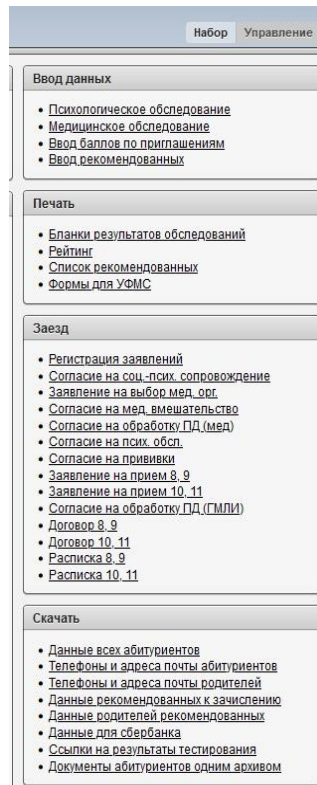 Набор Управление
Ввод данных
Психологическое обследование
Медицинское обследование
Ввод баллов по приглашениям
Ввод рекомендованных
Печать
Бланки результатов обследований
Рейтинг
Список рекомендованных
Формы для УФМС
Заезд
Регистрация заявлений
Согласие на соц.-псих. сопровождение
Заявление на выбор мед. орг.
Согласие на мед. вмешательство
Согласие на обработку ПД (мед)
Согласие на псих. обсл.
Согласие на прививки
Заявление на прием 8, 9
Заявление на прием 10, 11
Согласие на обработку ПД (ГМЛИ)
Договор 8, 9
Договор 10, 11
Расписка 8, 9
Расписка 10, 11
Скачать
Данные всех абитуриентов
Телефоны и адреса почты абитуриентов
Телефоны и адреса почты родителей
Данные рекомендованных к зачислению
Данные родителей рекомендованных
Данные для сбербанка
Ссылки на результаты тестирования
Документы абитуриентов одним архивом